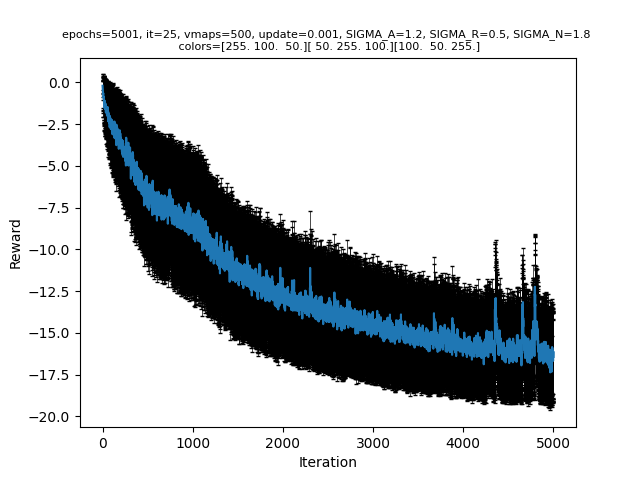 epochs=5001, it=25, vmaps=500, update=0.001, SIGMA_A=1.2, SIGMA_R=0.5, SIGMA_N=1.8
colors=[255. 100.  50.][ 50. 255. 100.][100.  50. 255.]
0.0
−2.5
−5.0
−7.5
−10.0
−12.5
−15.0
−17.5
−20.0
Reward
0 1000 2000 3000 4000 5000
Iteration